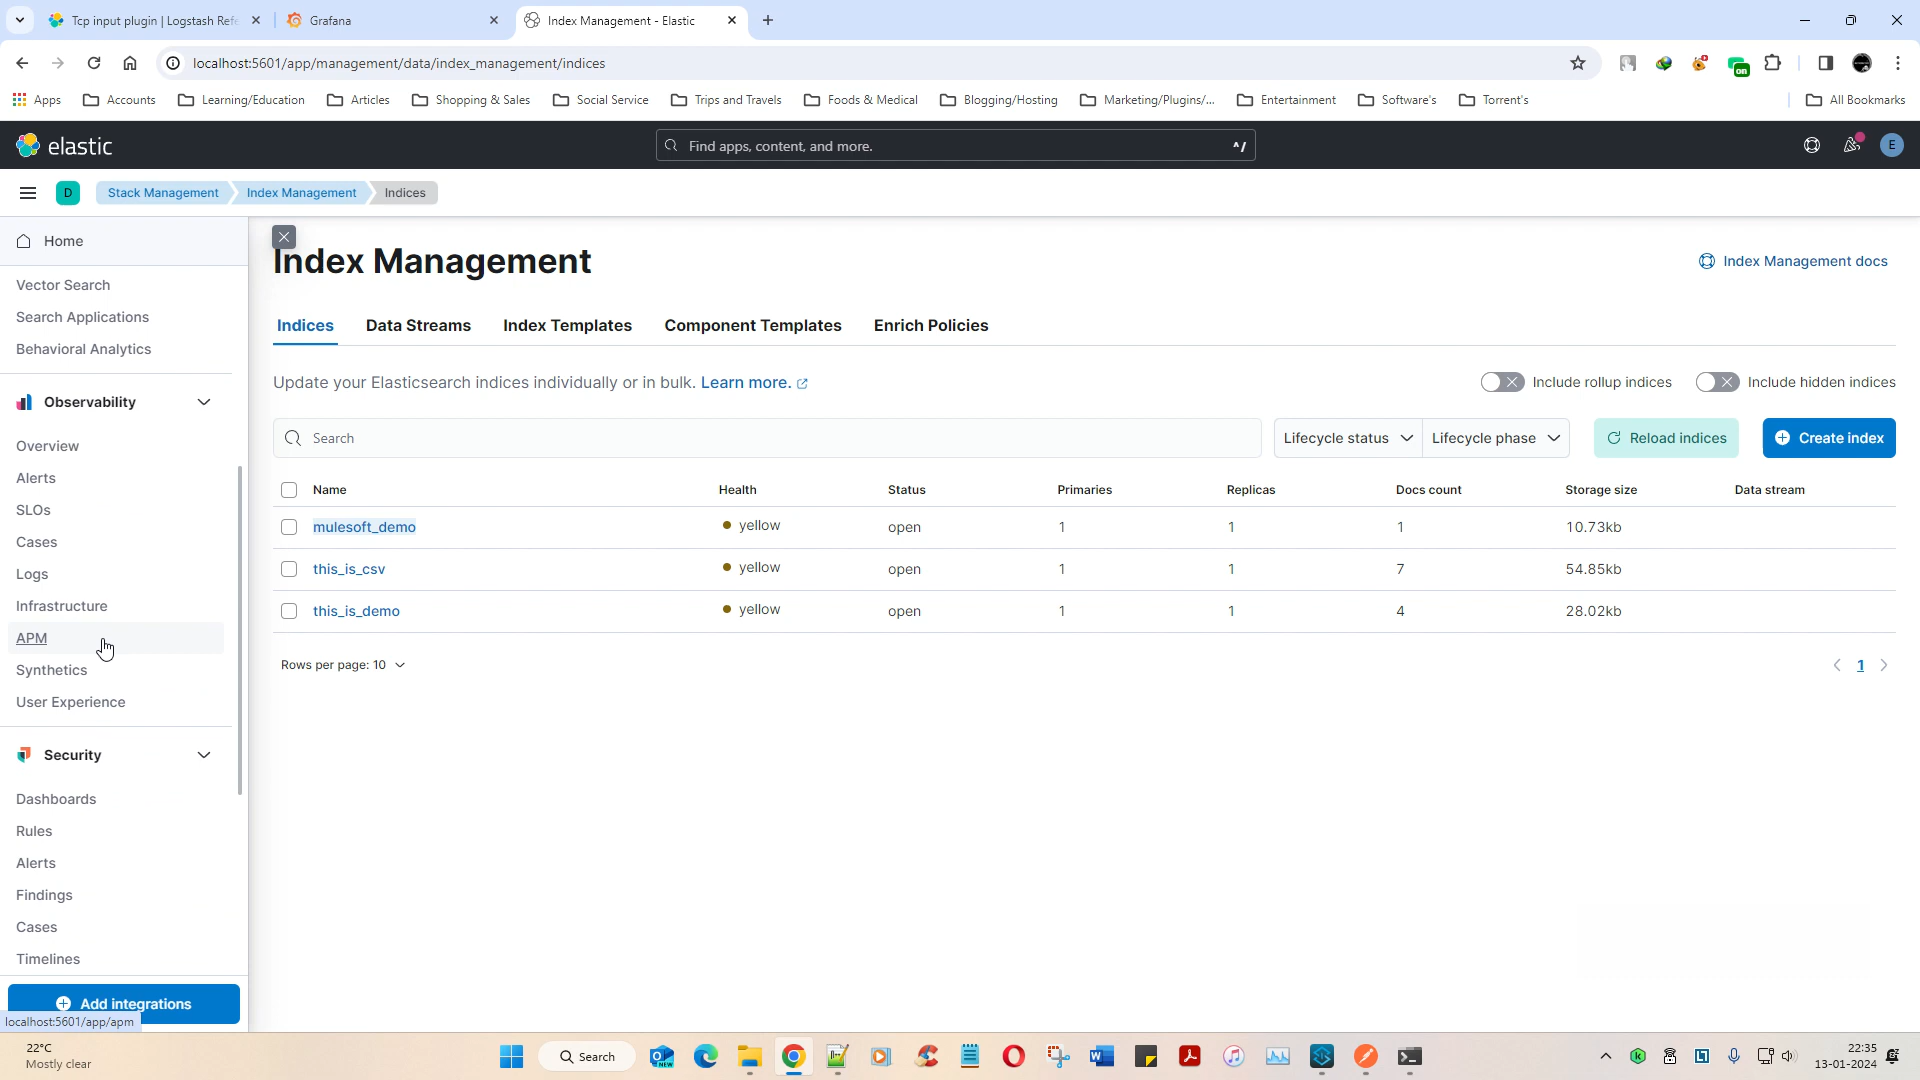 Tcp input plugin | Logstash Refe
Grafana
Index Management - Elastic
localhost:5601/app/management/data/index_management/indices
on
Apps
Accounts
Learning/Education
Articles
Shopping & Sales
Social Service
Trips and Travels
Foods & Medical
Blogging/Hosting
Marketing/Plugins/...
Entertainment
Software's
Torrent's
All Bookmarks
elastic
Find apps, content, and more.
^/
E
D
Stack Management
Index Management
Indices
Home
Vector Search
Search Applications
Behavioral Analytics
Observability
Overview
Alerts
SLOs
Cases
Logs
Infrastructure
APM
Synthetics
User Experience
Security
Dashboards
Rules
Alerts
Findings
Cases
Timelines
Add integrations
localhost:5601/app/apm
Index Management
Index Management docs
Indices Data Streams Index Templates Component Templates Enrich Policies
Update your Elasticsearch indices individually or in bulk. Learn more.
Include rollup indices
Include hidden indices
Search
Lifecycle status
Lifecycle phase
Reload indices
Create index
Name Health Status Primaries Replicas Docs count Storage size Data stream
mulesoft_demo yellow open 1 1 1 10.73kb
this_is_csv yellow open 1 1 7 54.85kb
this_is_demo yellow open 1 1 4 28.02kb
Rows per page: 10
1
22°C
Mostly clear
Search
22:35
13-01-2024